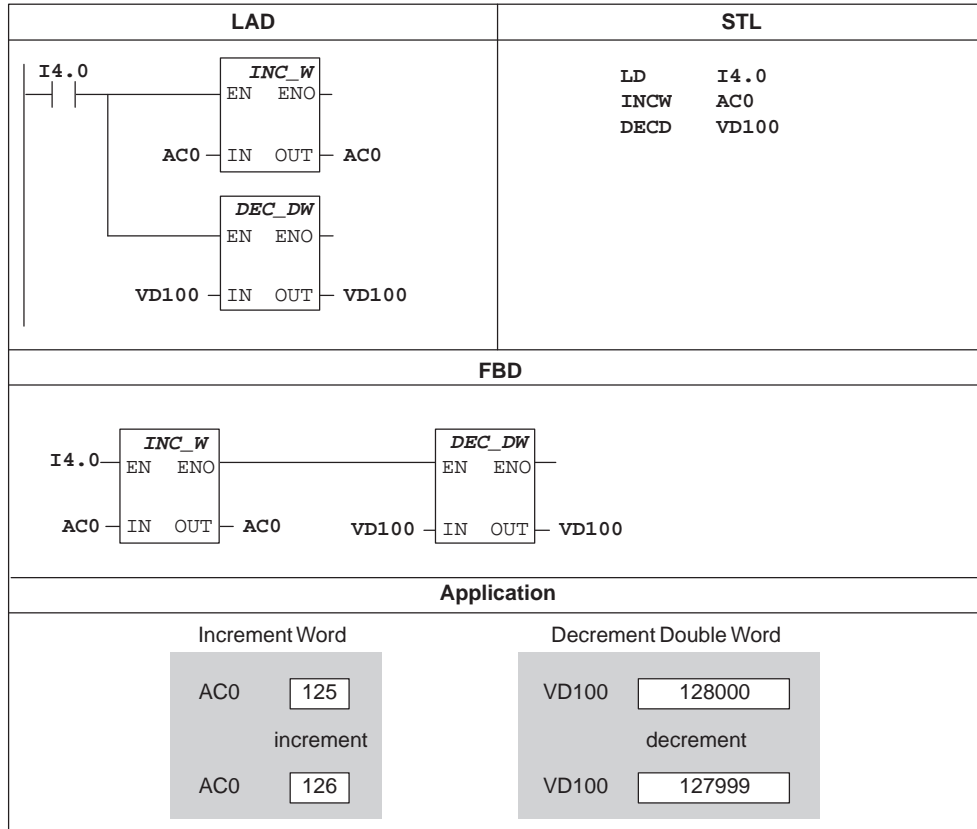 LAD
STL
I4.0
INC_W
EN ENO
AC0 IN OUT AC0
DEC_DW
EN ENO
VD100 IN OUT VD100
LD I4.0
INCW AC0
DECD VD100
FBD
INC_W
I4.0 EN ENO
AC0 IN OUT AC0
DEC_DW
EN ENO
VD100 IN OUT VD100
Application
Increment Word
AC0 125
increment
AC0 126
Decrement Double Word
VD100 128000
decrement
VD100 127999